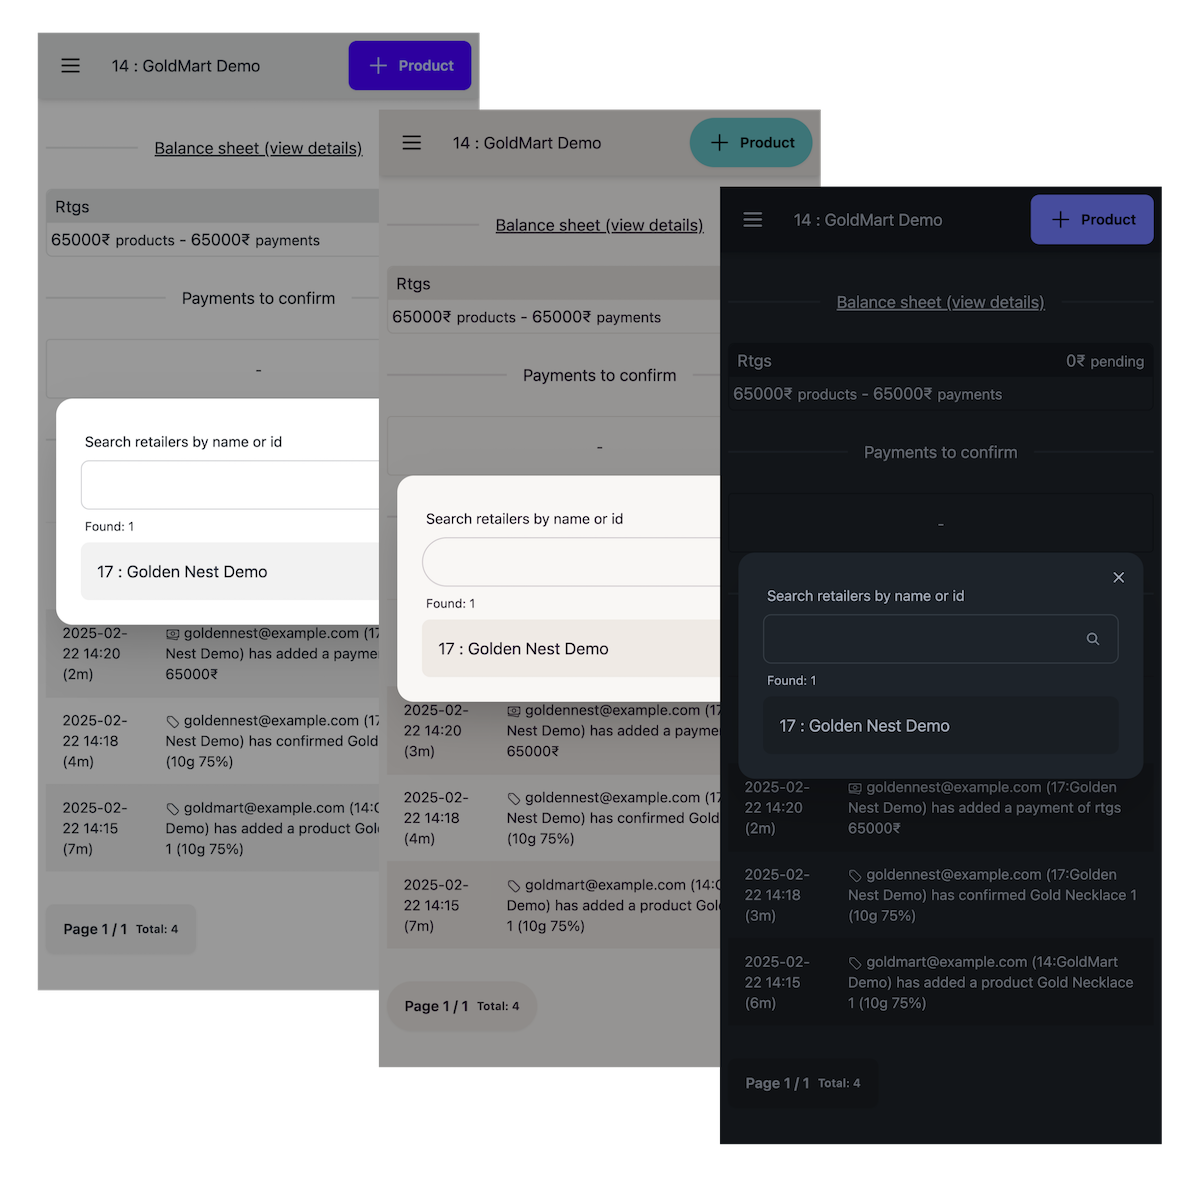 14 : GoldMart Demo
Product
Balance sheet (view details)
Rtgs
65000₹ products - 65000₹ payments
Payments to confirm
-
Search retailers by name or id
Found: 1
17 : Golden Nest Demo
2025-02-
22 14:20
(2m)
goldennest@example.com (17
Nest Demo) has added a payme
65000₹
2025-02-
22 14:18
(4m)
goldennest@example.com (17
Nest Demo) has confirmed Gold
(10g 75%)
2025-02-
22 14:15
(7m)
goldmart@example.com (14:G
Demo) has added a product Gol
1 (10g 75%)
Page 1 / 1 Total: 4
14 : GoldMart Demo
Product
Balance sheet (view details)
Rtgs
65000₹ products - 65000₹ payments
Payments to confirm
-
Search retailers by name or id
Found: 1
17 : Golden Nest Demo
2025-02-
22 14:20
(3m)
goldennest@example.com (17
Nest Demo) has added a payme
65000₹
2025-02-
22 14:18
(4m)
goldennest@example.com (17
Nest Demo) has confirmed Gold
(10g 75%)
2025-02-
22 14:15
(7m)
goldmart@example.com (14:G
Demo) has added a product Gol
1 (10g 75%)
Page 1 / 1 Total: 4
14 : GoldMart Demo
Product
Balance sheet (view details)
Rtgs 0₹ pending
65000₹ products - 65000₹ payments
Payments to confirm
-
Search retailers by name or id
Found: 1
17 : Golden Nest Demo
2025-02-
22 14:20
(2m)
goldennest@example.com (17:Golden
Nest Demo) has added a payment of rtgs
65000₹
2025-02-
22 14:18
(3m)
goldennest@example.com (17:Golden
Nest Demo) has confirmed Gold Necklace 1
(10g 75%)
2025-02-
22 14:15
(6m)
goldmart@example.com (14:GoldMart
Demo) has added a product Gold Necklace
1 (10g 75%)
Page 1 / 1 Total: 4